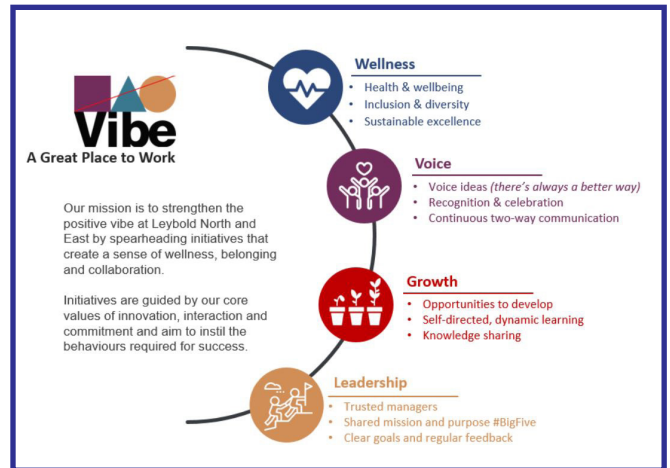 Vibe
A Great Place to Work
Our mission is to strengthen the
positive vibe at Leybold North and
East by spearheading initiatives that
create a sense of wellness, belonging
and collaboration.
Initiatives are guided by our core
values of innovation, interaction and
commitment and aim to instil the
behaviours required for success.
Wellness
• Health & wellbeing
• Inclusion & diversity
• Sustainable excellence
Voice
• Voice ideas (there's always a better way)
• Recognition & celebration
• Continuous two-way communication
Growth
• Opportunities to develop
• Self-directed, dynamic learning
• Knowledge sharing
Leadership
• Trusted managers
• Shared mission and purpose #BigFive
• Clear goals and regular feedback